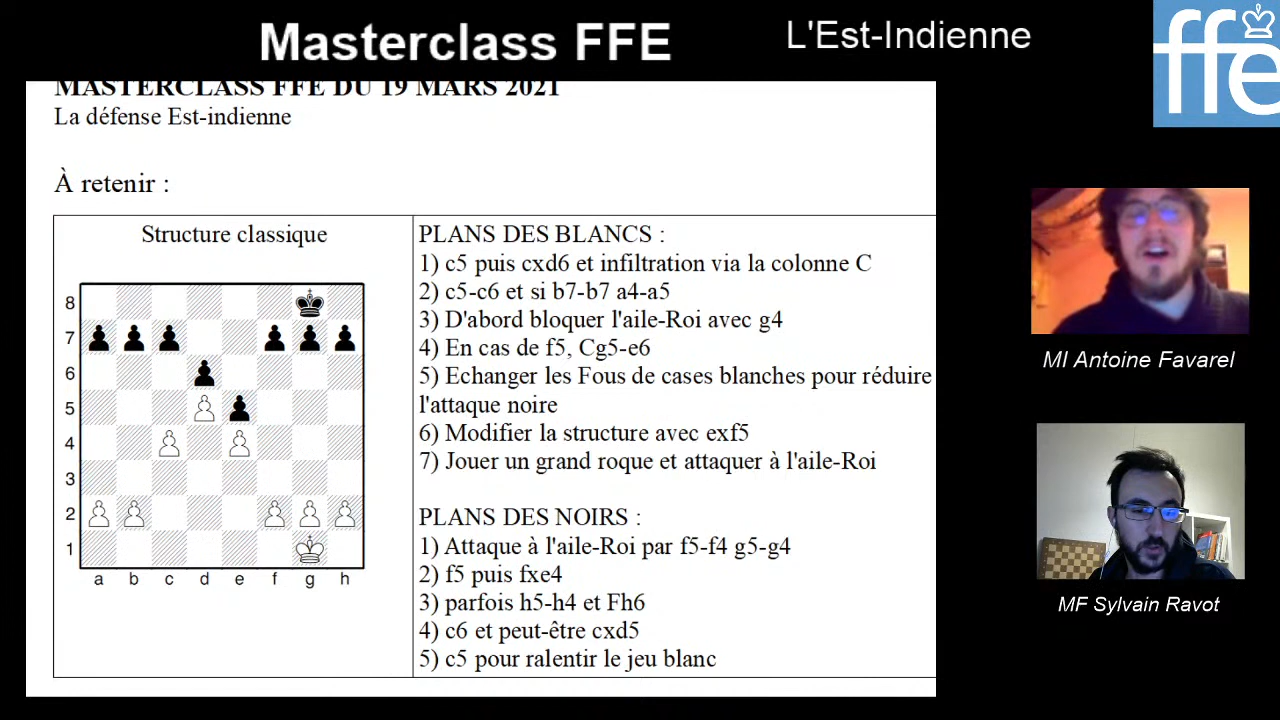 Masterclass FFE
L'Est-Indienne
ffe
MASTERCLASS FFE DU 19 MARS 2021
La défense Est-indienne
À retenir :
Structure classique
8
7
6
5
4
3
2
1
a b c d e f g h
PLANS DES BLANCS :
1) c5 puis cxd6 et infiltration via la colonne C
2) c5-c6 et si b7-b7 a4-a5
3) D'abord bloquer l'aile-Roi avec g4
4) En cas de f5, Cg5-e6
5) Echanger les Fous de cases blanches pour réduire
l'attaque noire
6) Modifier la structure avec exf5
7) Jouer un grand roque et attaquer à l'aile-Roi
PLANS DES NOIRS :
1) Attaque à l'aile-Roi par f5-f4 g5-g4
2) f5 puis fxe4
3) parfois h5-h4 et Fh6
4) c6 et peut-être cxd5
5) c5 pour ralentir le jeu blanc
MI Antoine Favarel
MF Sylvain Ravot